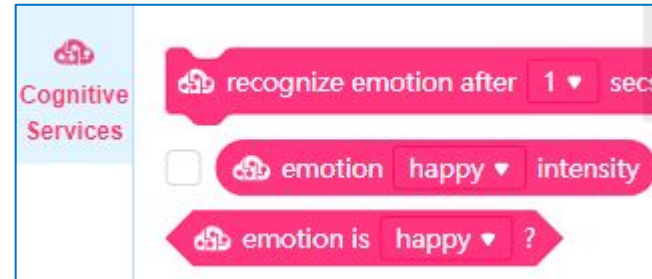 Cognitive
Services
recognize emotion after 1 secs
emotion happy intensity
emotion is happy ?